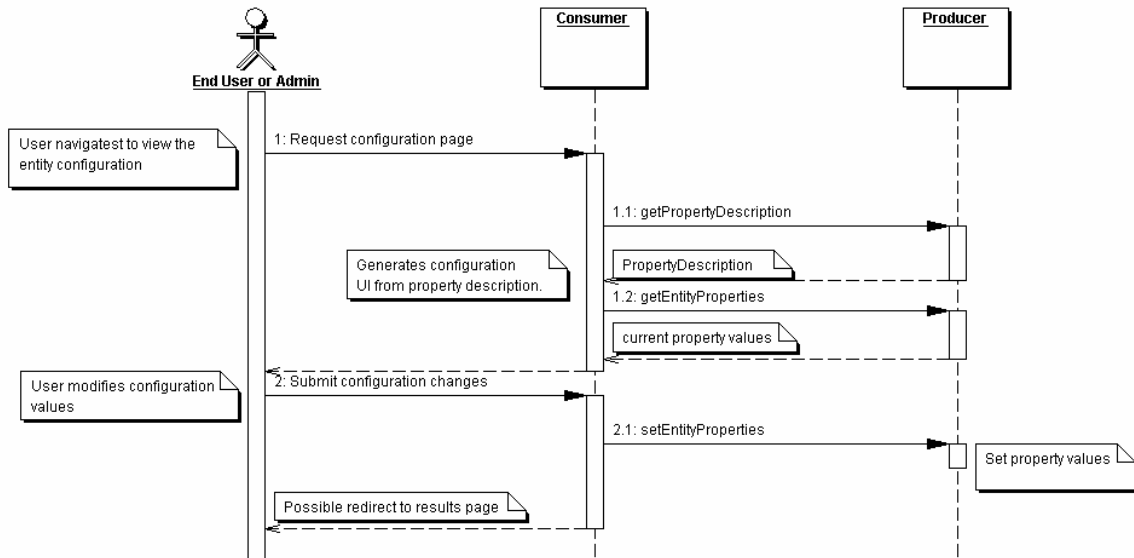 Consumer
Producer
End User or Admin
User navigatest to view the
entity configuration
1: Request configuration page
1.1: getPropertyDescription
Generates configuration
UI from property description.
PropertyDescription
1.2: getEntityProperties
current property values
User modifies configuration
values
2: Submit configuration changes
2.1: setEntityProperties
Set property values
Possible redirect to results page